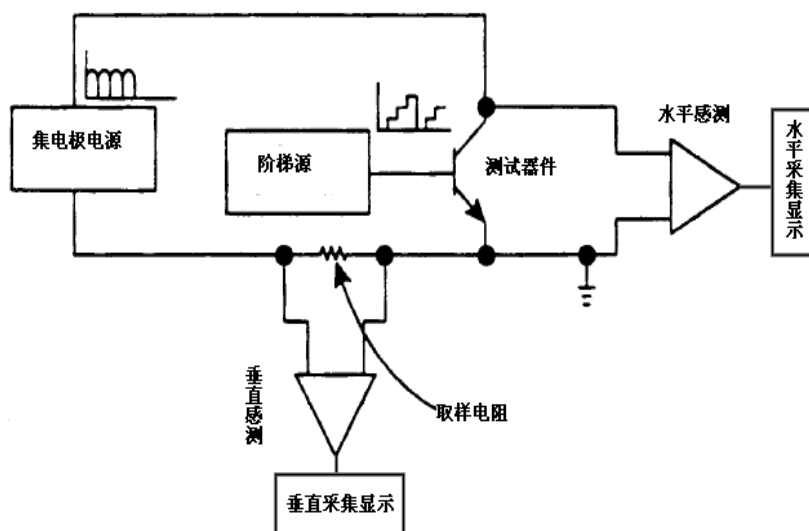 集电极电源
阶梯源
测试器件
水平感测
水平采集显示
垂直感测
取样电阻
垂直采集显示